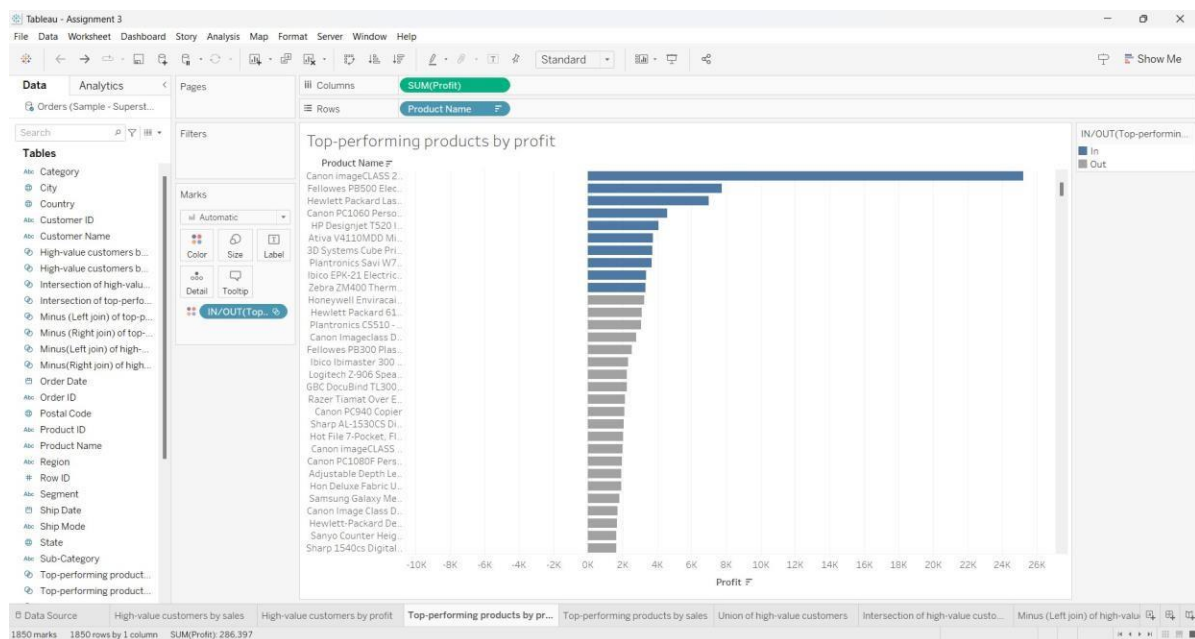 Tableau - Assignment 3
File Data Worksheet Dashboard Story Analysis Map Format Server Window Help
Standard
Show Me
Data Analytics
Orders (Sample - Superst...
Search
Tables
Abc Category
City
Country
Abc Customer ID
Abc Customer Name
High-value customers b...
High-value customers b...
Intersection of high-valu...
Intersection of top-perfo...
Minus (Left join) of top-p...
Minus (Right join) of top-...
Minus(Left join) of high-...
Minus(Right join) of high...
Order Date
Abc Order ID
Postal Code
Abc Product ID
Abc Product Name
Abc Region
# Row ID
Abc Segment
Ship Date
Abc Ship Mode
State
Abc Sub-Category
Top-performing product...
Top-performing product...
Pages
Filters
Marks
Automatic
Color Size Label
Detail Tooltip
IN/OUT(Top..
Columns SUM(Profit)
Rows Product Name
Top-performing products by profit
Product Name
Canon imageCLASS 2..
Fellowes PB500 Elec..
Hewlett Packard Las..
Canon PC1060 Perso..
HP Designjet T520 I..
Ativa V4110MDD Mi..
3D Systems Cube Pri..
Plantronics Savi W7..
Ibico EPK-21 Electric..
Zebra ZM400 Therm..
Honeywell Enviracai..
Hewlett Packard 61..
Plantronics CS510 - ..
Canon Imageclass D..
Fellowes PB300 Plas..
Ibico Ibimaster 300 ..
Logitech Z-906 Spea..
GBC DocuBind TL300..
Razer Tiamat Over E..
Canon PC940 Copier
Sharp AL-1530CS Di..
Hot File 7-Pocket, Fl..
Canon imageCLASS ..
Canon PC1080F Pers..
Adjustable Depth Le..
Hon Deluxe Fabric U..
Samsung Galaxy Me..
Canon Image Class D..
Hewlett-Packard De..
Sanyo Counter Heig..
Sharp 1540cs Digital..
-10K -8K -6K -4K -2K 0K 2K 4K 6K 8K 10K 12K 14K 16K 18K 20K 22K 24K 26K
Profit
IN/OUT(Top-performin...
In
Out
Data Source High-value customers by sales High-value customers by profit Top-performing products by pr... Top-performing products by sales Union of high-value customers Intersection of high-value custo... Minus (Left join) of high-valu
1850 marks 1850 rows by 1 column SUM(Profit): 286,397